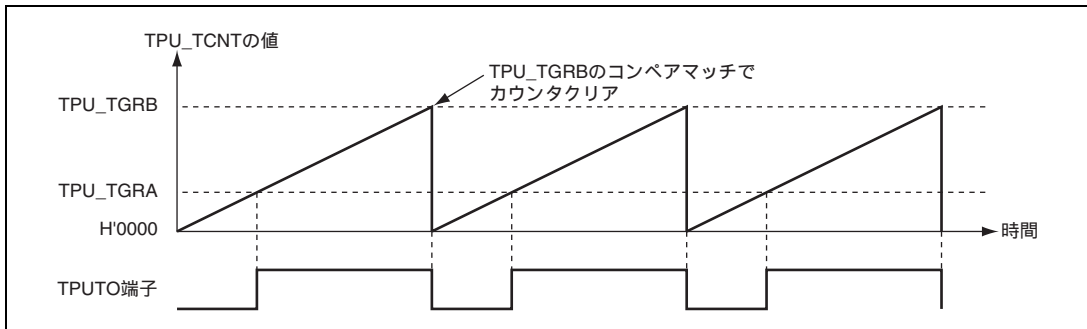 TPU_TCNTの値
TPU_TGRBのコンペアマッチで
カウンタクリア
TPU_TGRB
TPU_TGRA
H'0000
時間
TPUTO端子